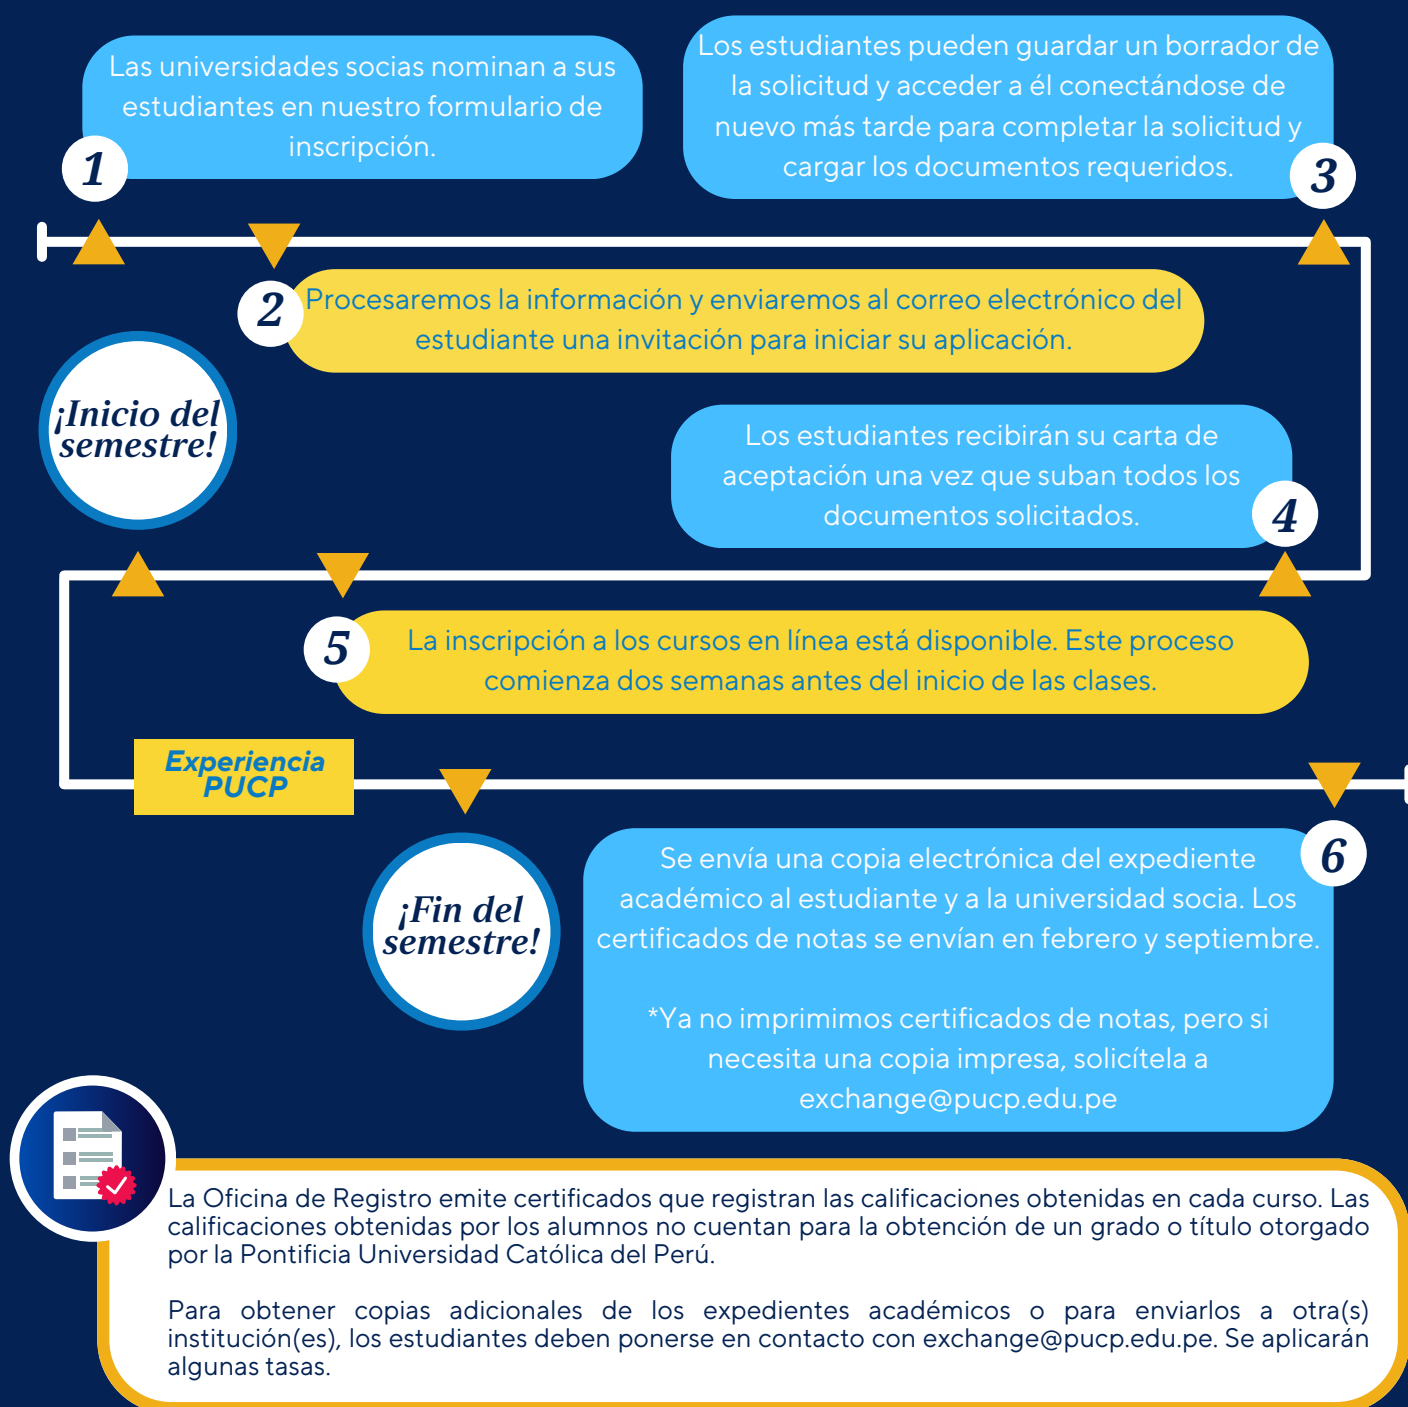 Las universidades socias nominan a sus
estudiantes en nuestro formulario de
inscripción.
1
Los estudiantes pueden guardar un borrador de
la solicitud y acceder a él conectándose de
nuevo más tarde para completar la solicitud y
cargar los documentos requeridos.
3
2
Procesaremos la información y enviaremos al correo electrónico del
estudiante una invitación para iniciar su aplicación.
¡Inicio del
semestre!
Los estudiantes recibirán su carta de
aceptación una vez que suban todos los
documentos solicitados.
4
5
La inscripción a los cursos en línea está disponible. Este proceso
comienza dos semanas antes del inicio de las clases.
Experiencia
PUCP
¡Fin del
semestre!
6
Se envía una copia electrónica del expediente
académico al estudiante y a la universidad socia. Los
certificados de notas se envían en febrero y septiembre.
*Ya no imprimimos certificados de notas, pero si
necesita una copia impresa, solicítela a
exchange@pucp.edu.pe
La Oficina de Registro emite certificados que registran las calificaciones obtenidas en cada curso. Las
calificaciones obtenidas por los alumnos no cuentan para la obtención de un grado o título otorgado
por la Pontificia Universidad Católica del Perú.
Para obtener copias adicionales de los expedientes académicos o para enviarlos a otra(s)
institución(es), los estudiantes deben ponerse en contacto con exchange@pucp.edu.pe. Se aplicarán
algunas tasas.